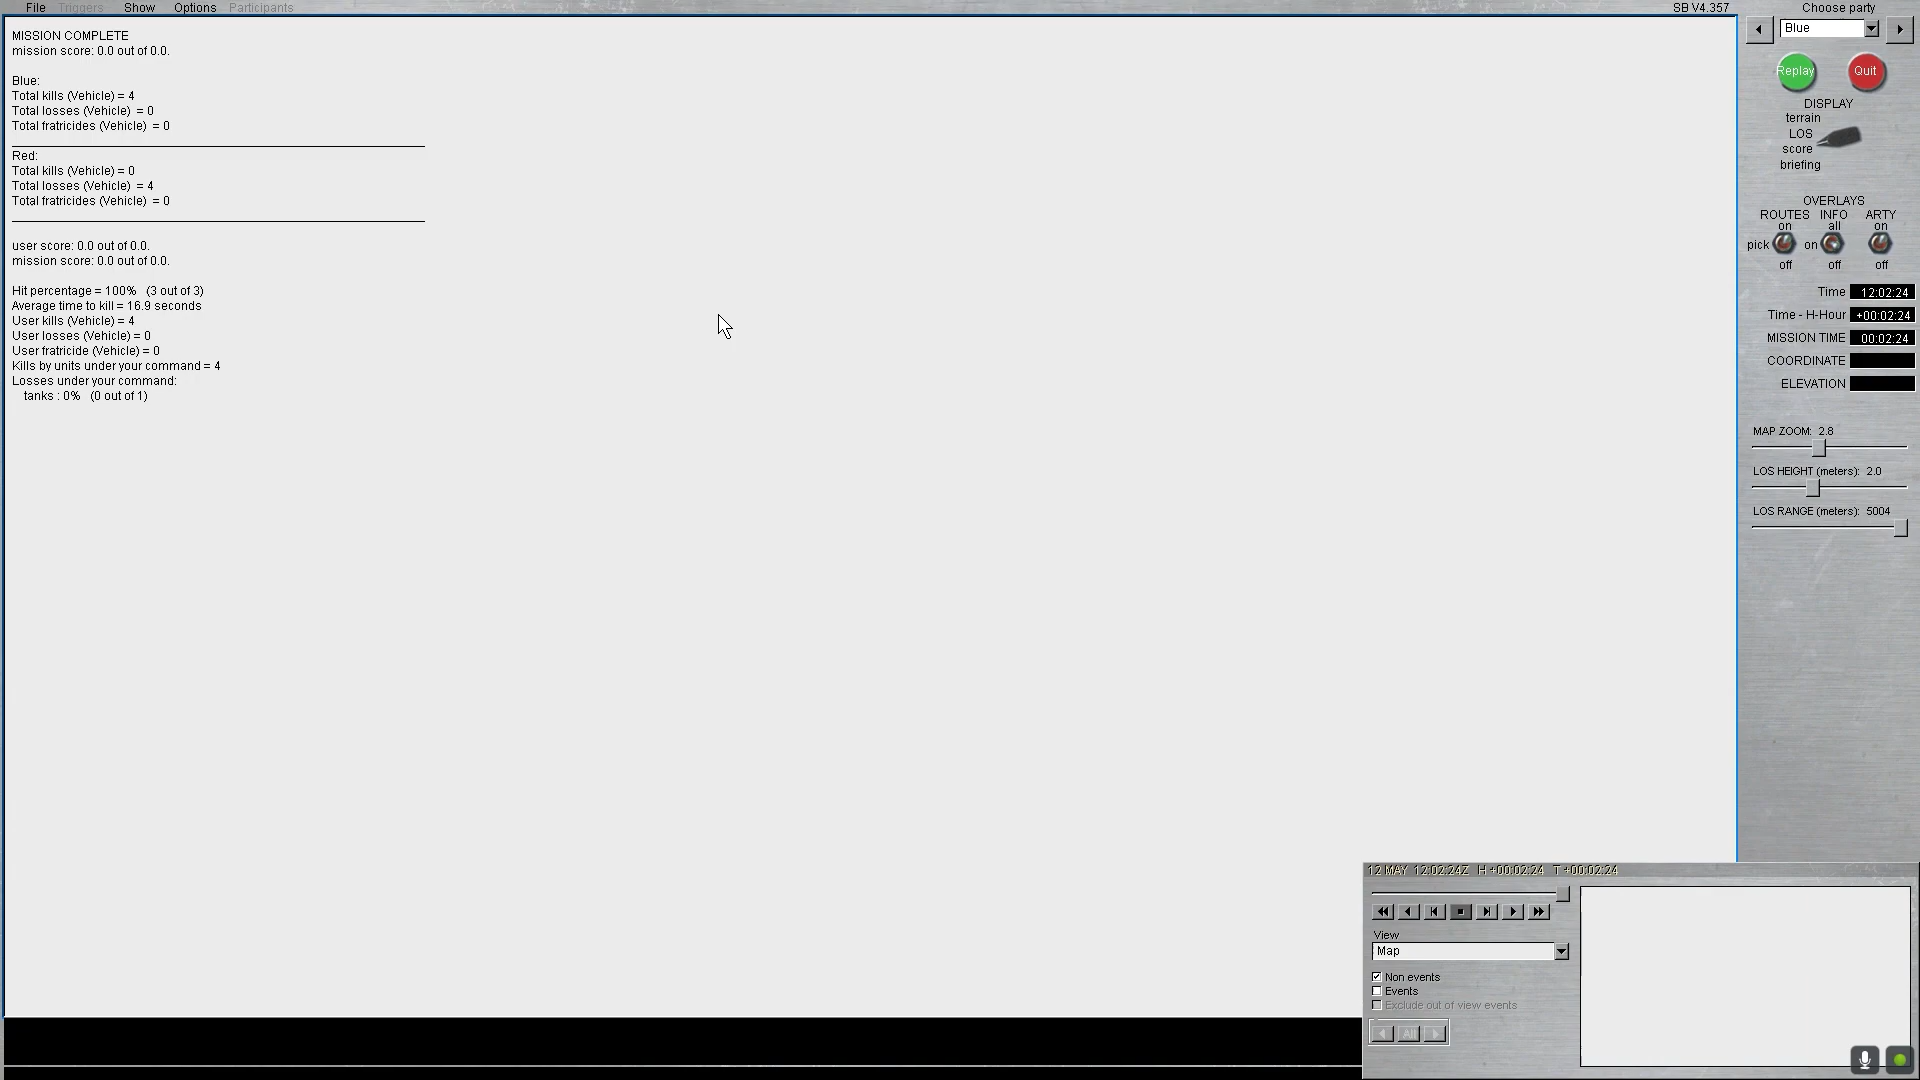 File Triggers Show Options Participants SB V4.357 Choose party
Blue
MISSION COMPLETE
mission score: 0.0 out of 0.0.
Blue:
Total kills (Vehicle) = 4
Total losses (Vehicle) = 0
Total fratricides (Vehicle) = 0
Red:
Total kills (Vehicle) = 0
Total losses (Vehicle) = 4
Total fratricides (Vehicle) = 0
user score: 0.0 out of 0.0.
mission score: 0.0 out of 0.0.
Hit percentage = 100% (3 out of 3)
Average time to kill = 16.9 seconds
User kills (Vehicle) = 4
User losses (Vehicle) = 0
User fratricide (Vehicle) = 0
Kills by units under your command = 4
Losses under your command:
tanks : 0% (0 out of 1)
Replay Quit
DISPLAY
terrain
LOS
score
briefing
OVERLAYS
ROUTES INFO ARTY
on all on
pick on
off off off
Time 12:02:24
Time - H-Hour +00:02:24
MISSION TIME 00:02:24
COORDINATE
ELEVATION
MAP ZOOM: 2.8
LOS HEIGHT (meters): 2.0
LOS RANGE (meters): 5004
12 MAY 12:02:24Z H +00:02:24 T +00:02:24
View
Map
Non events
Events
Exclude out of view events
All